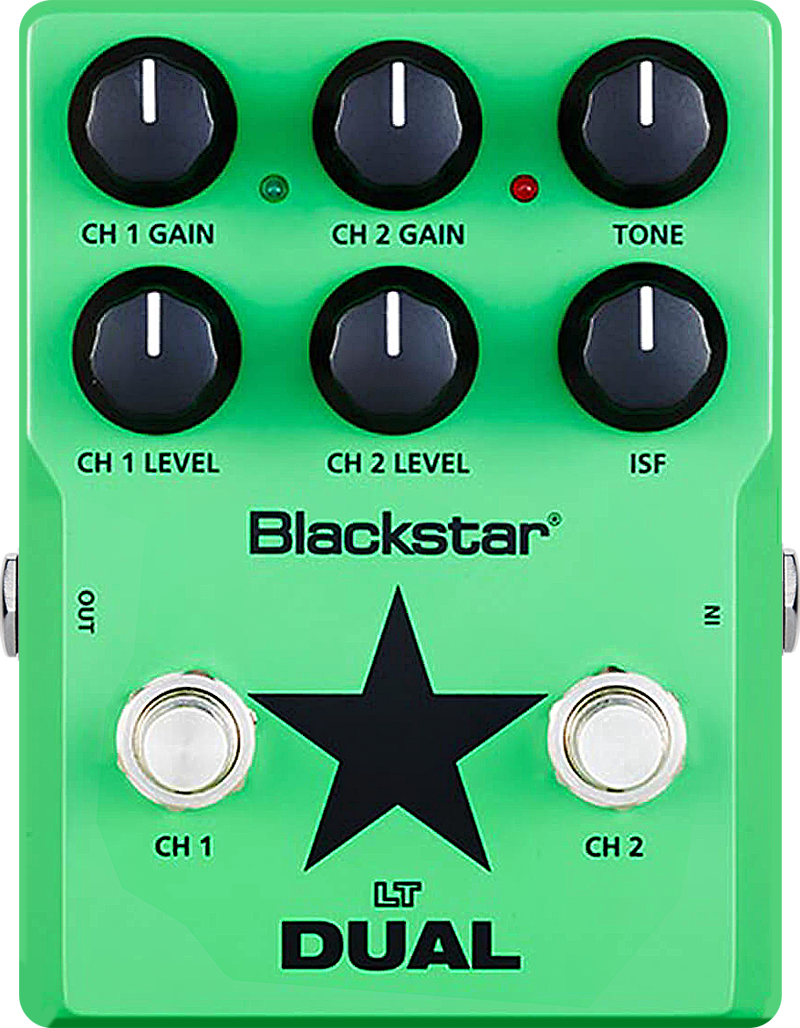 CH 1 GAIN CH 2 GAIN TONE
CH 1 LEVEL CH 2 LEVEL ISF
Blackstar®
OUT IN
CH 1 CH 2
LT
DUAL